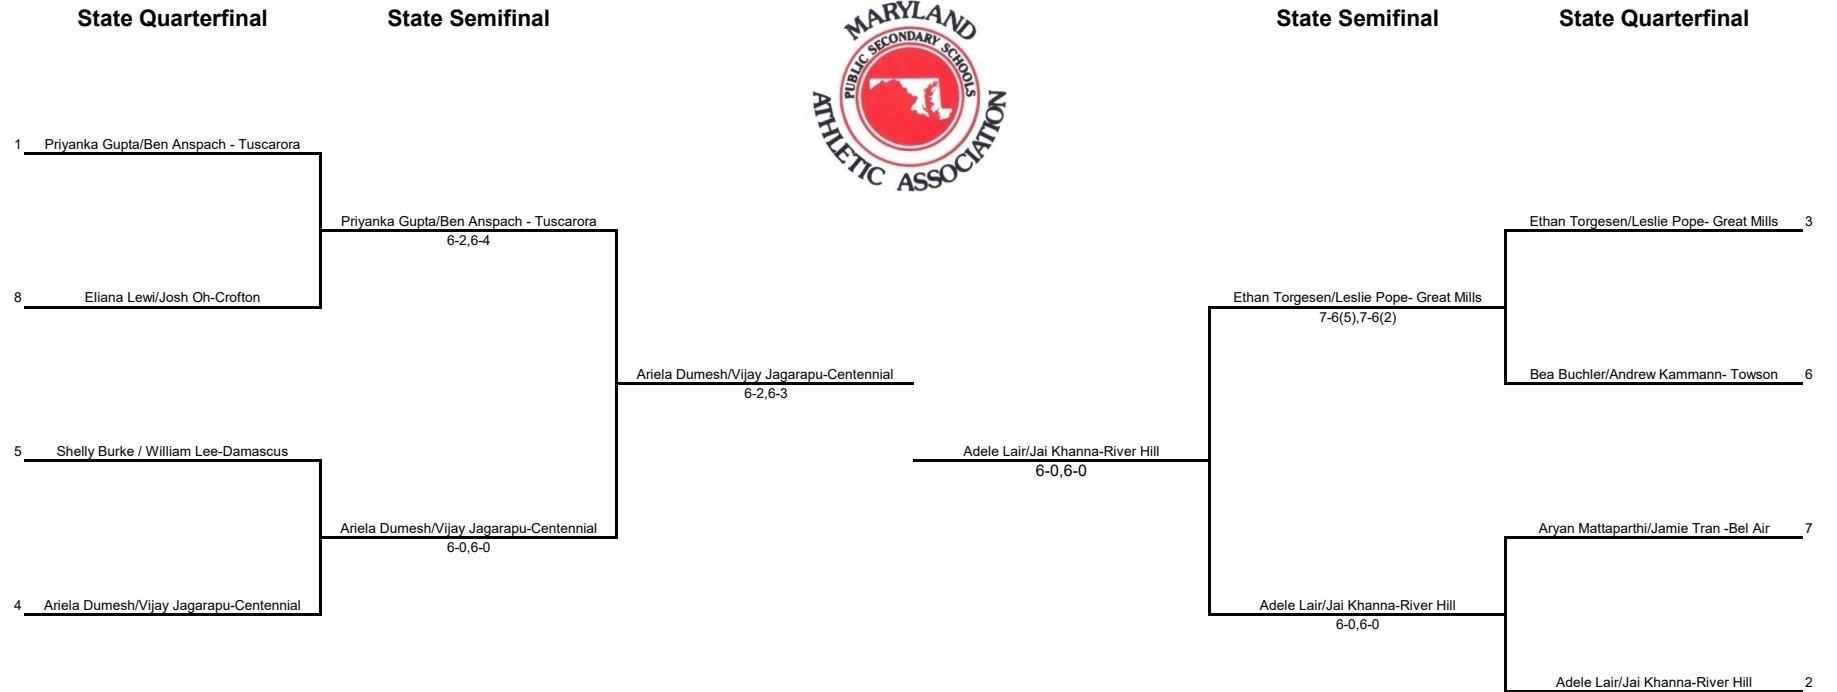 State Quarterfinal
State Semifinal
MARYLAND
PUBLIC SECONDARY SCHOOLS
ATHLETIC ASSOCIATION
State Semifinal
State Quarterfinal
1 Priyanka Gupta/Ben Anspach - Tuscarora
Priyanka Gupta/Ben Anspach - Tuscarora
6-2,6-4
8 Eliana Lewi/Josh Oh-Crofton
Ariela Dumesh/Vijay Jagarapu-Centennial
6-2,6-3
5 Shelly Burke / William Lee-Damascus
Ariela Dumesh/Vijay Jagarapu-Centennial
6-0,6-0
4 Ariela Dumesh/Vijay Jagarapu-Centennial
Ethan Torgesen/Leslie Pope- Great Mills 3
Ethan Torgesen/Leslie Pope- Great Mills
7-6(5),7-6(2)
Bea Buchler/Andrew Kammann- Towson 6
Adele Lair/Jai Khanna-River Hill
6-0,6-0
Aryan Mattaparthi/Jamie Tran -Bel Air 7
Adele Lair/Jai Khanna-River Hill
6-0,6-0
Adele Lair/Jai Khanna-River Hill 2